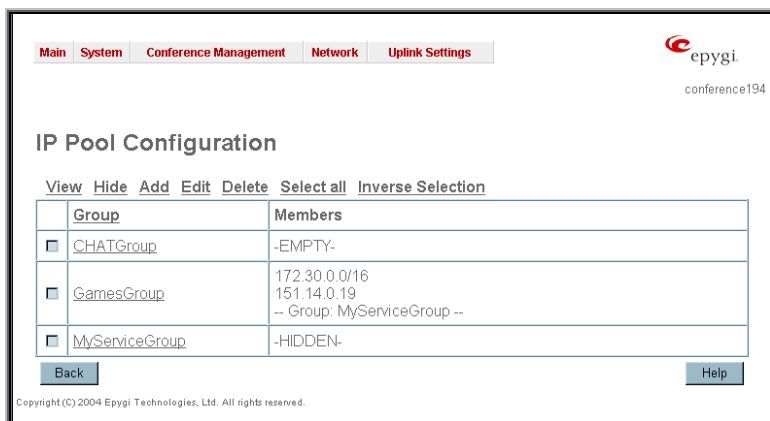 Main System Conference Management Network Uplink Settings
epygi.
conference194
IP Pool Configuration
View Hide Add Edit Delete Select all Inverse Selection
Group Members
CHATGroup -EMPTY-
GamesGroup 172.30.0.0/16
151.14.0.19
-- Group: MyServiceGroup --
MyServiceGroup -HIDDEN-
Back Help
Copyright (C) 2004 Epygi Technologies, Ltd. All rights reserved.